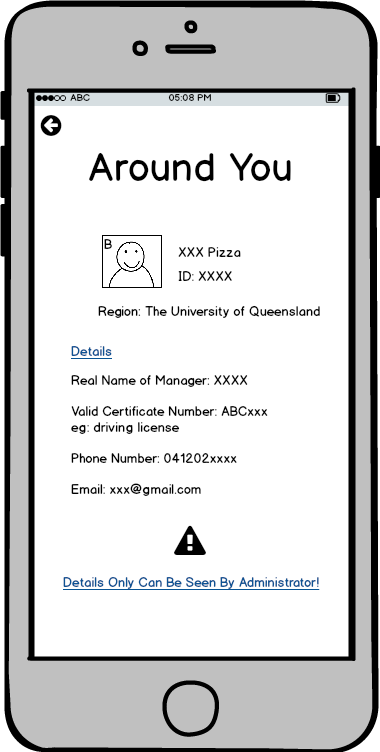 ABC 05:08 PM
Around You
B
XXX Pizza
ID: XXXX
Region: The University of Queensland
Details
Real Name of Manager: XXXX
Valid Certificate Number: ABCxxx
eg: driving license
Phone Number: 041202xxxx
Email: xxx@gmail.com
Details Only Can Be Seen By Administrator!